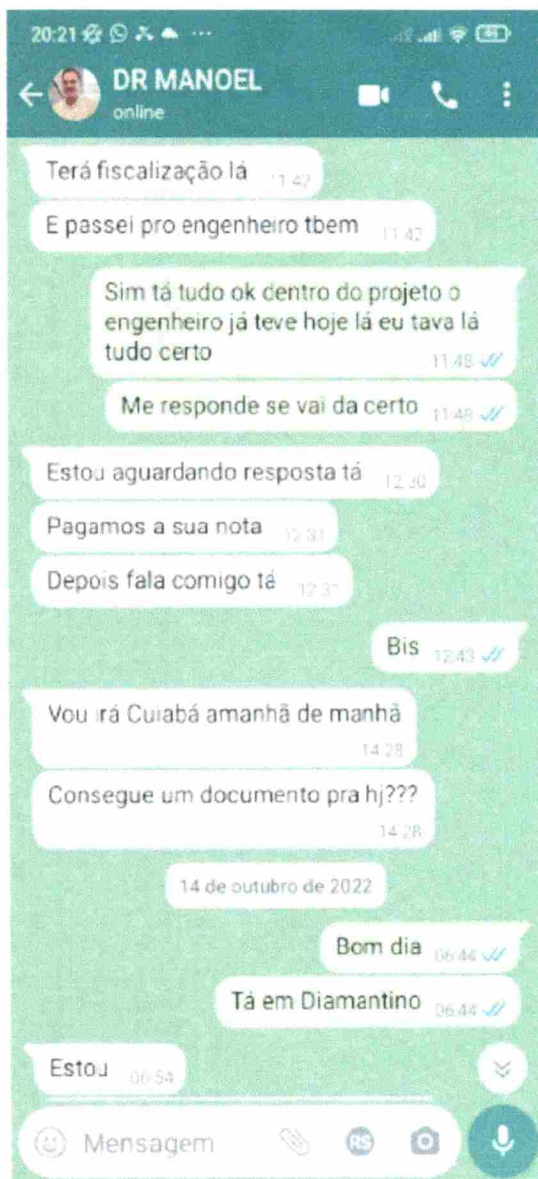 20:21 ...
DR MANOEL
online
Terá fiscalização lá 11:42
E passei pro engenheiro tbem 11:42
Sim tá tudo ok dentro do projeto o
engenheiro já teve hoje lá eu tava lá
tudo certo
11:48
Me responde se vai da certo 11:48
Estou aguardando resposta tá 12:30
Pagamos a sua nota 12:31
Depois fala comigo tá 12:31
Bis 12:43
Vou irá Cuiabá amanhã de manhã
14:28
Consegue um documento pra hj???
14:28
14 de outubro de 2022
Bom dia 06:44
Tá em Diamantino 06:44
Estou 06:54
Mensagem RS